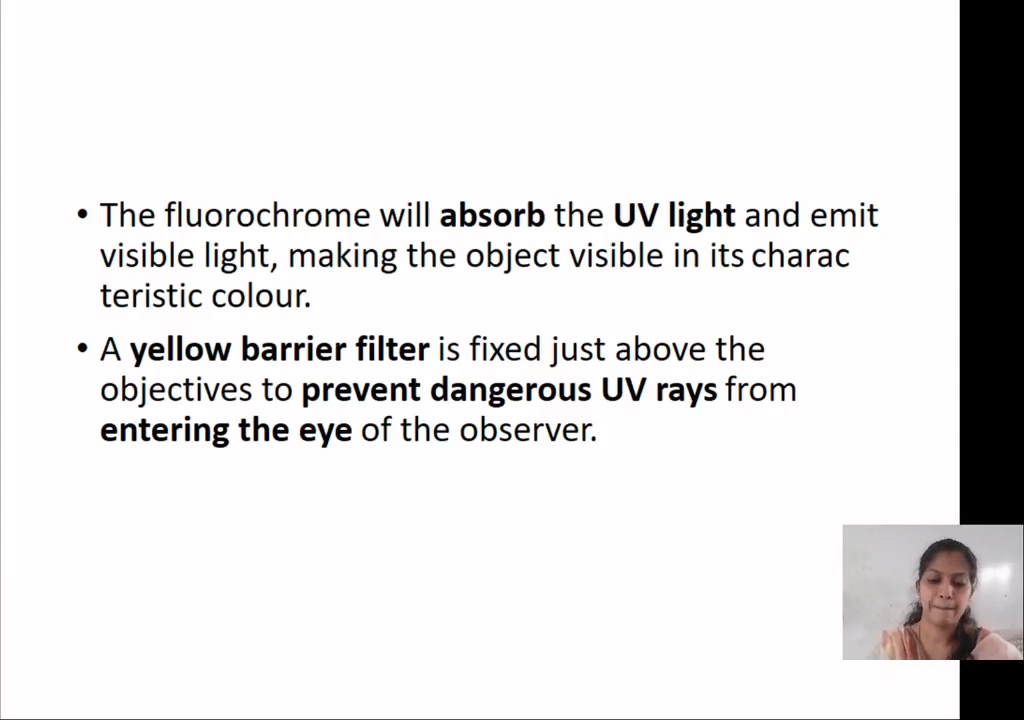 • The fluorochrome will absorb the UV light and emit
visible light, making the object visible in its charac
teristic colour.
• A yellow barrier filter is fixed just above the
objectives to prevent dangerous UV rays from
entering the eye of the observer.